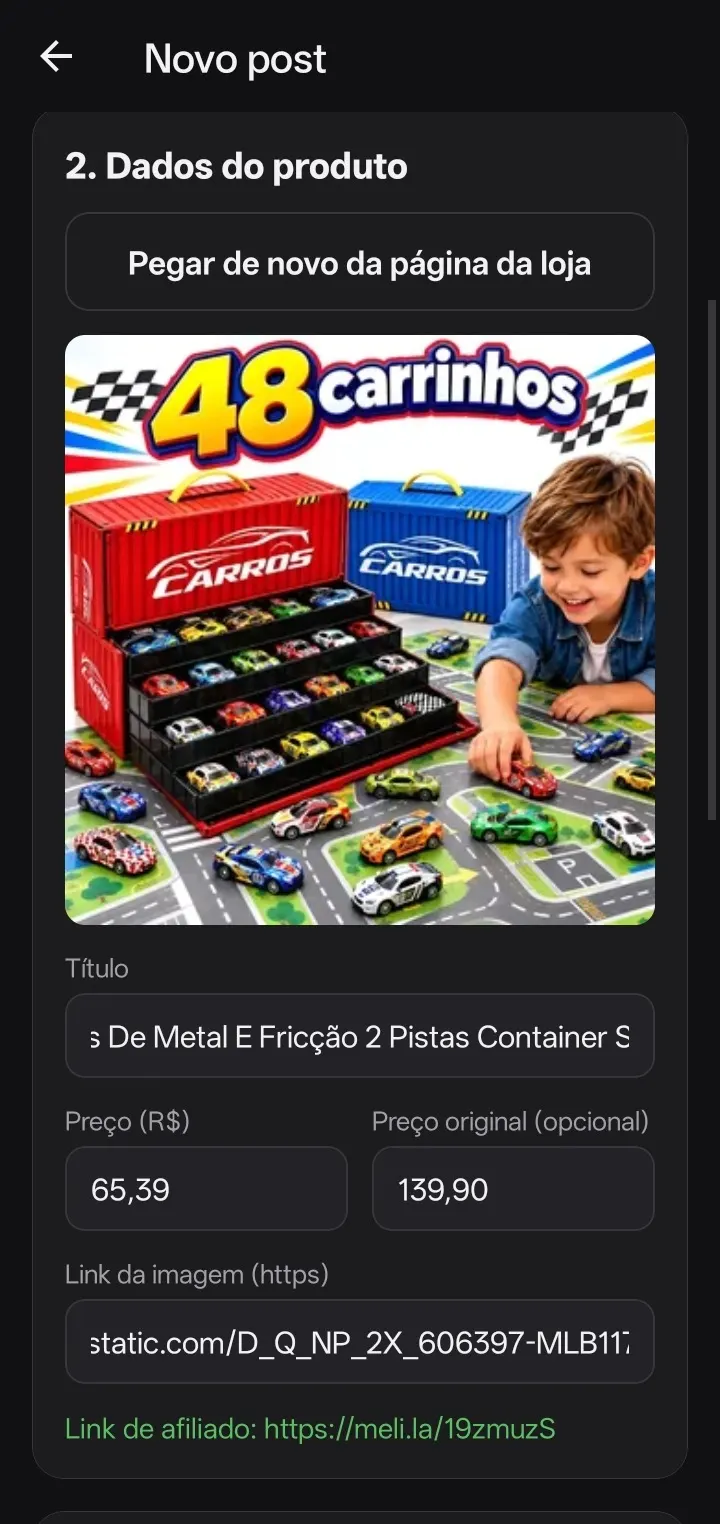 Novo post
2. Dados do produto
Pegar de novo da página da loja
48 carrinhos
CARROS
CARROS
CARROS
CARROS
P
Título
s De Metal E Fricção 2 Pistas Container S
Preço (R$)
Preço original (opcional)
65,39
139,90
Link da imagem (https)
static.com/D_Q_NP_2X_606397-MLB117
Link de afiliado: https://meli.la/19zmuzS